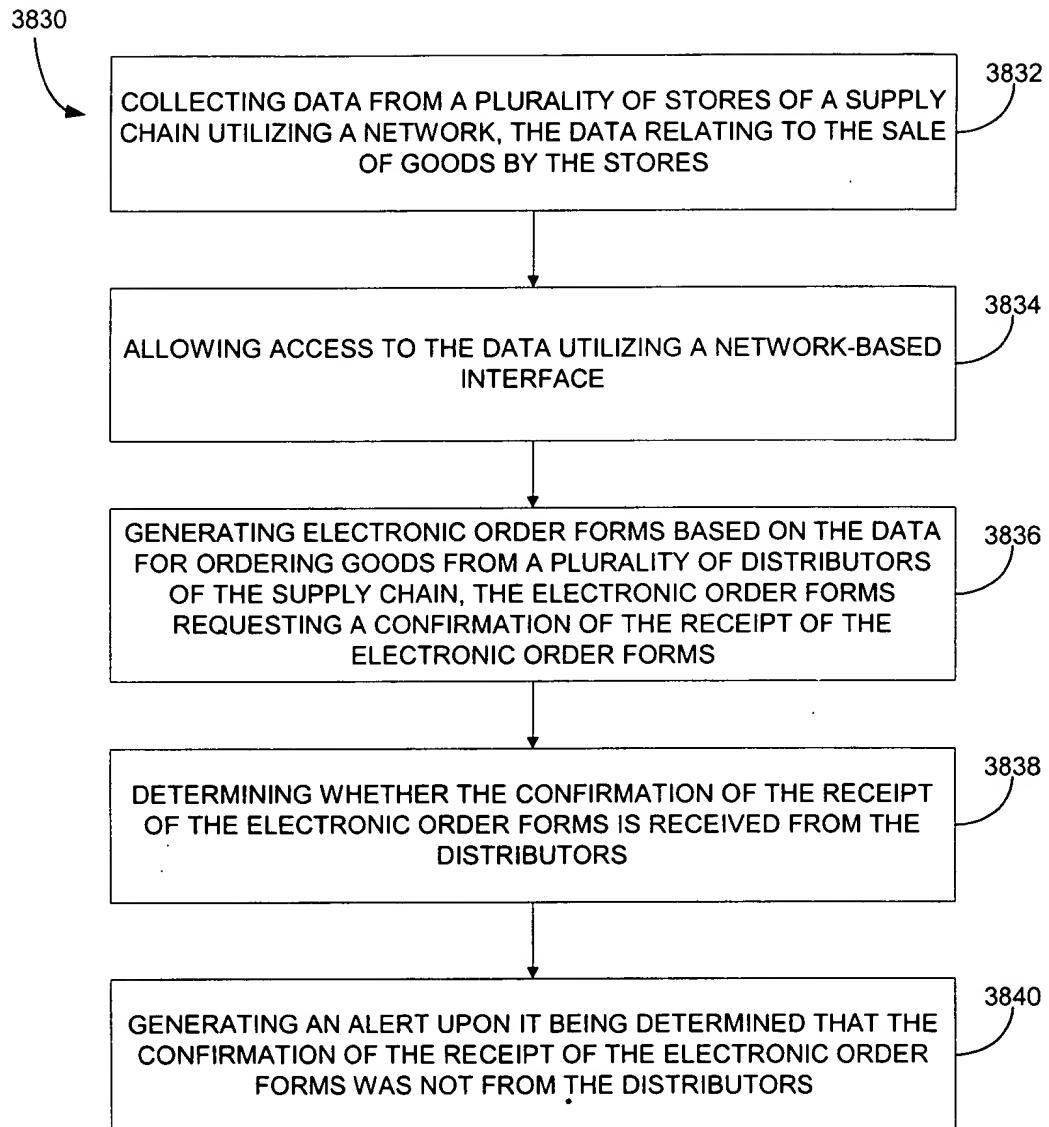 3830
3832
COLLECTING DATA FROM A PLURALITY OF STORES OF A SUPPLY
CHAIN UTILIZING A NETWORK, THE DATA RELATING TO THE SALE
OF GOODS BY THE STORES
3834
ALLOWING ACCESS TO THE DATA UTILIZING A NETWORK-BASED
INTERFACE
3836
GENERATING ELECTRONIC ORDER FORMS BASED ON THE DATA
FOR ORDERING GOODS FROM A PLURALITY OF DISTRIBUTORS
OF THE SUPPLY CHAIN, THE ELECTRONIC ORDER FORMS
REQUESTING A CONFIRMATION OF THE RECEIPT OF THE
ELECTRONIC ORDER FORMS
3838
DETERMINING WHETHER THE CONFIRMATION OF THE RECEIPT
OF THE ELECTRONIC ORDER FORMS IS RECEIVED FROM THE
DISTRIBUTORS
3840
GENERATING AN ALERT UPON IT BEING DETERMINED THAT THE
CONFIRMATION OF THE RECEIPT OF THE ELECTRONIC ORDER
FORMS WAS NOT FROM THE DISTRIBUTORS